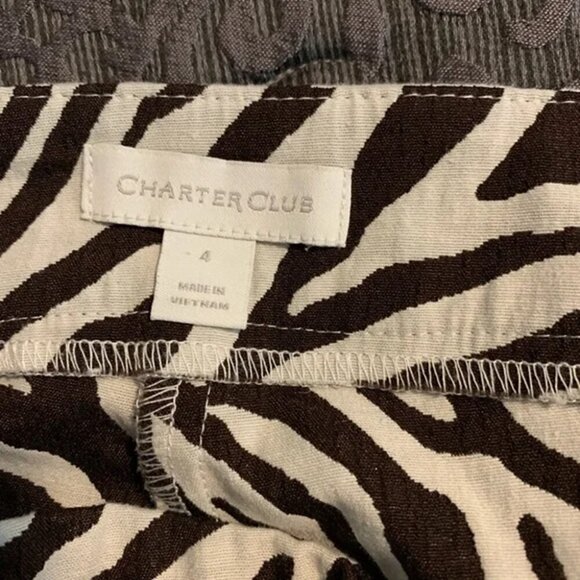 CHARTER CLUB
4
MADE IN
VIETNAM